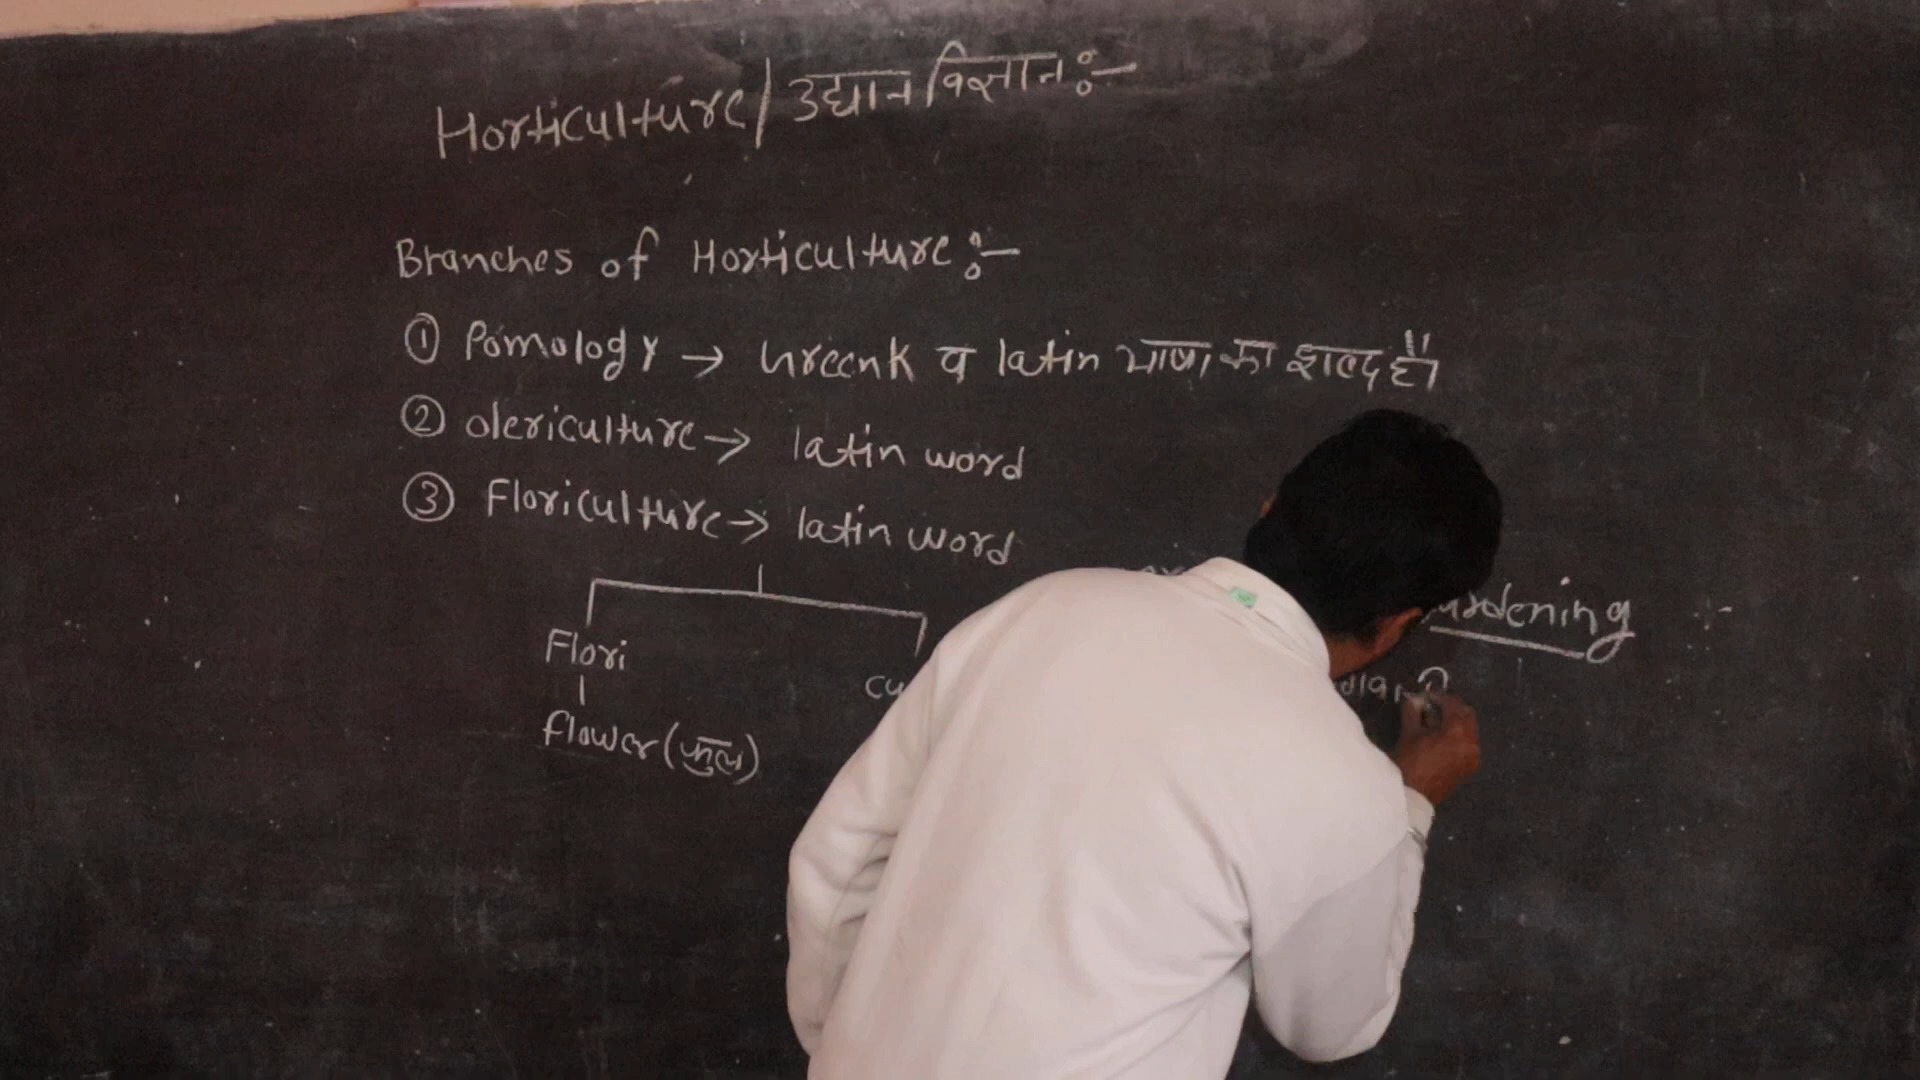 Horticulture/उद्यान विज्ञान:-
Branches of Horticulture:-
① Pomology → Greenk व latin भाषा का शब्द है।
② olericulture → latin word
③ Floriculture → latin word
Flori
flower (फुल)